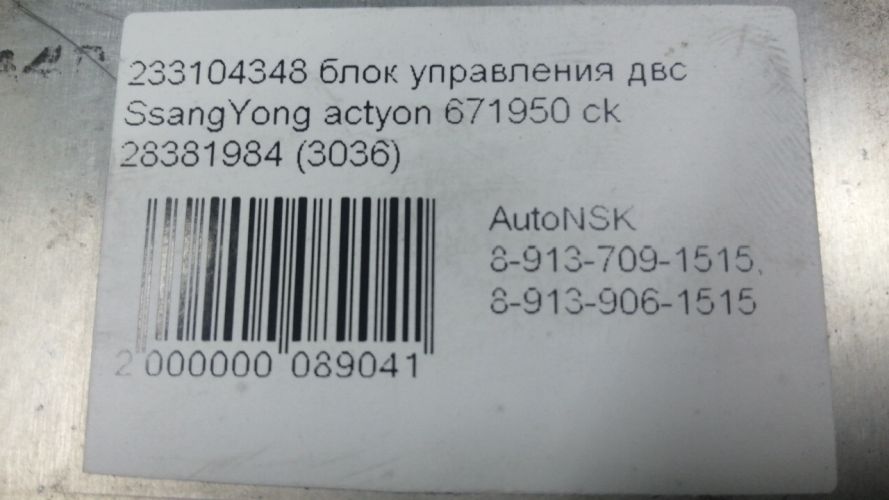 233104348 блок управления двс
SsangYong actyon 671950 ck
28381984 (3036)
AutoNSK
8-913-709-1515,
8-913-906-1515
2 000000 089041